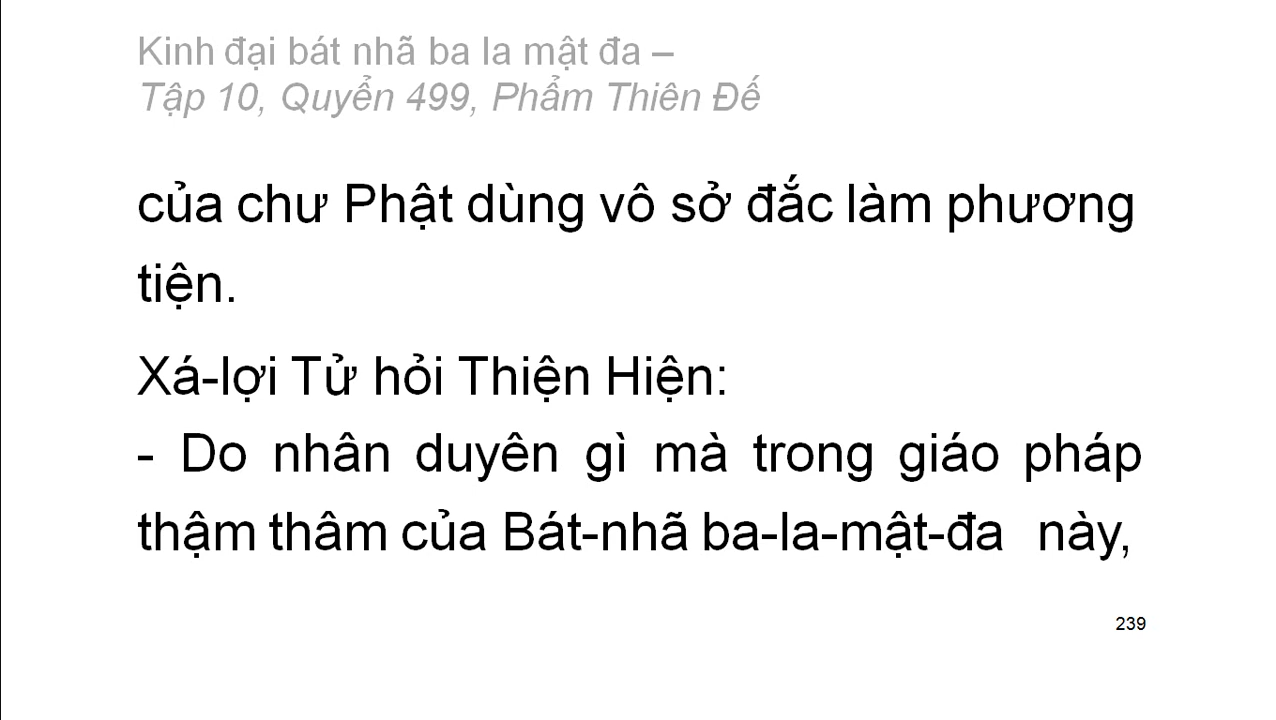 Kinh đại bát nhã ba la mật đa –
Tập 10, Quyển 499, Phẩm Thiên Đế
của chư Phật dùng vô sở đắc làm phương
tiện.
Xá-lợi Tử hỏi Thiện Hiện:
- Do nhân duyên gì mà trong giáo pháp
thậm thâm của Bát-nhã ba-la-mật-đa này,
239